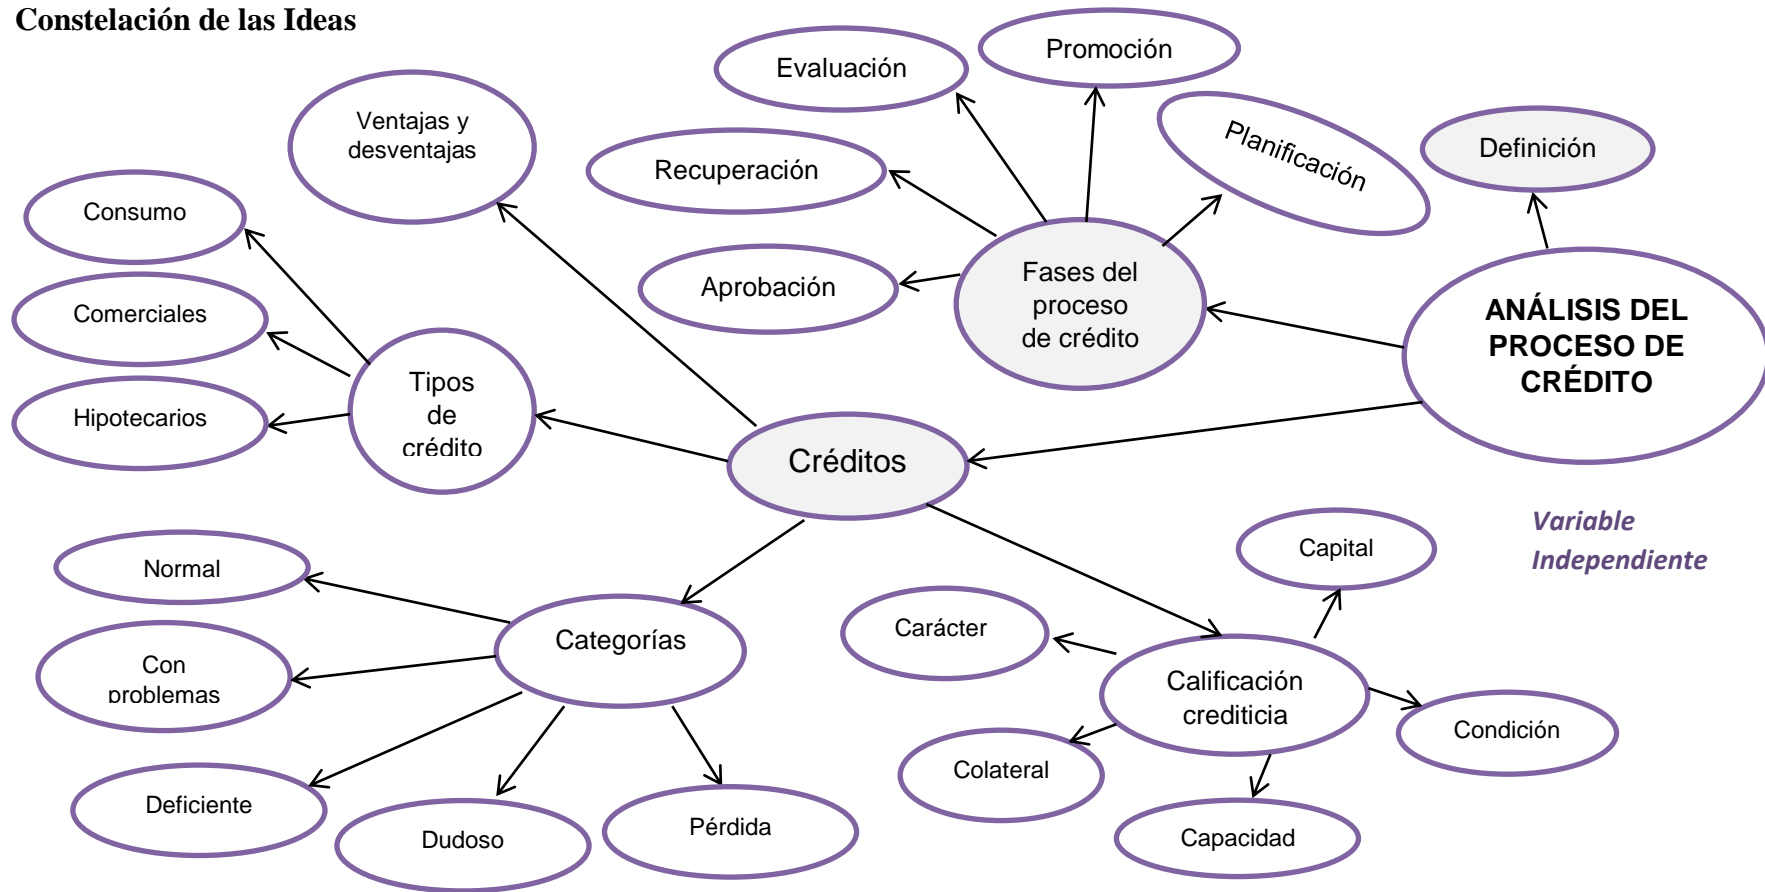 Constelación de las Ideas
Promoción
Evaluación
Ventajas y
desventajas
Planificación
Definición
Recuperación
Consumo
Aprobación
Fases del
proceso
de crédito
ANÁLISIS DEL
PROCESO DE
CRÉDITO
Comerciales
Tipos
de
crédito
Hipotecarios
Créditos
Variable
Independiente
Capital
Normal
Carácter
Categorías
Con
problemas
Calificación
crediticia
Condición
Colateral
Deficiente
Dudoso
Pérdida
Capacidad